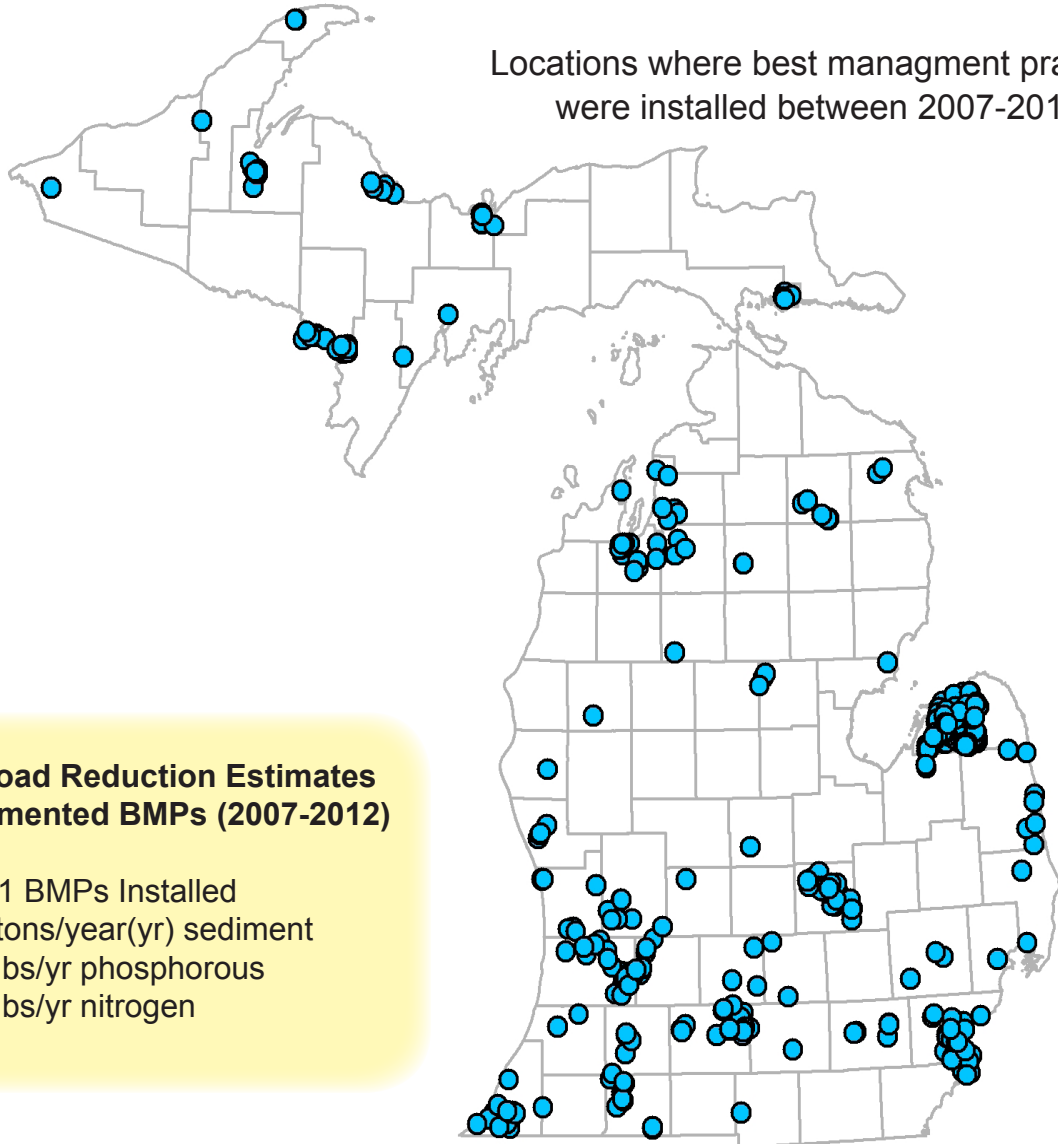 Locations where best managment pra
were installed between 2007-201
oad Reduction Estimates
mented BMPs (2007-2012)
1 BMPs Installed
tons/year(yr) sediment
bs/yr phosphorous
bs/yr nitrogen